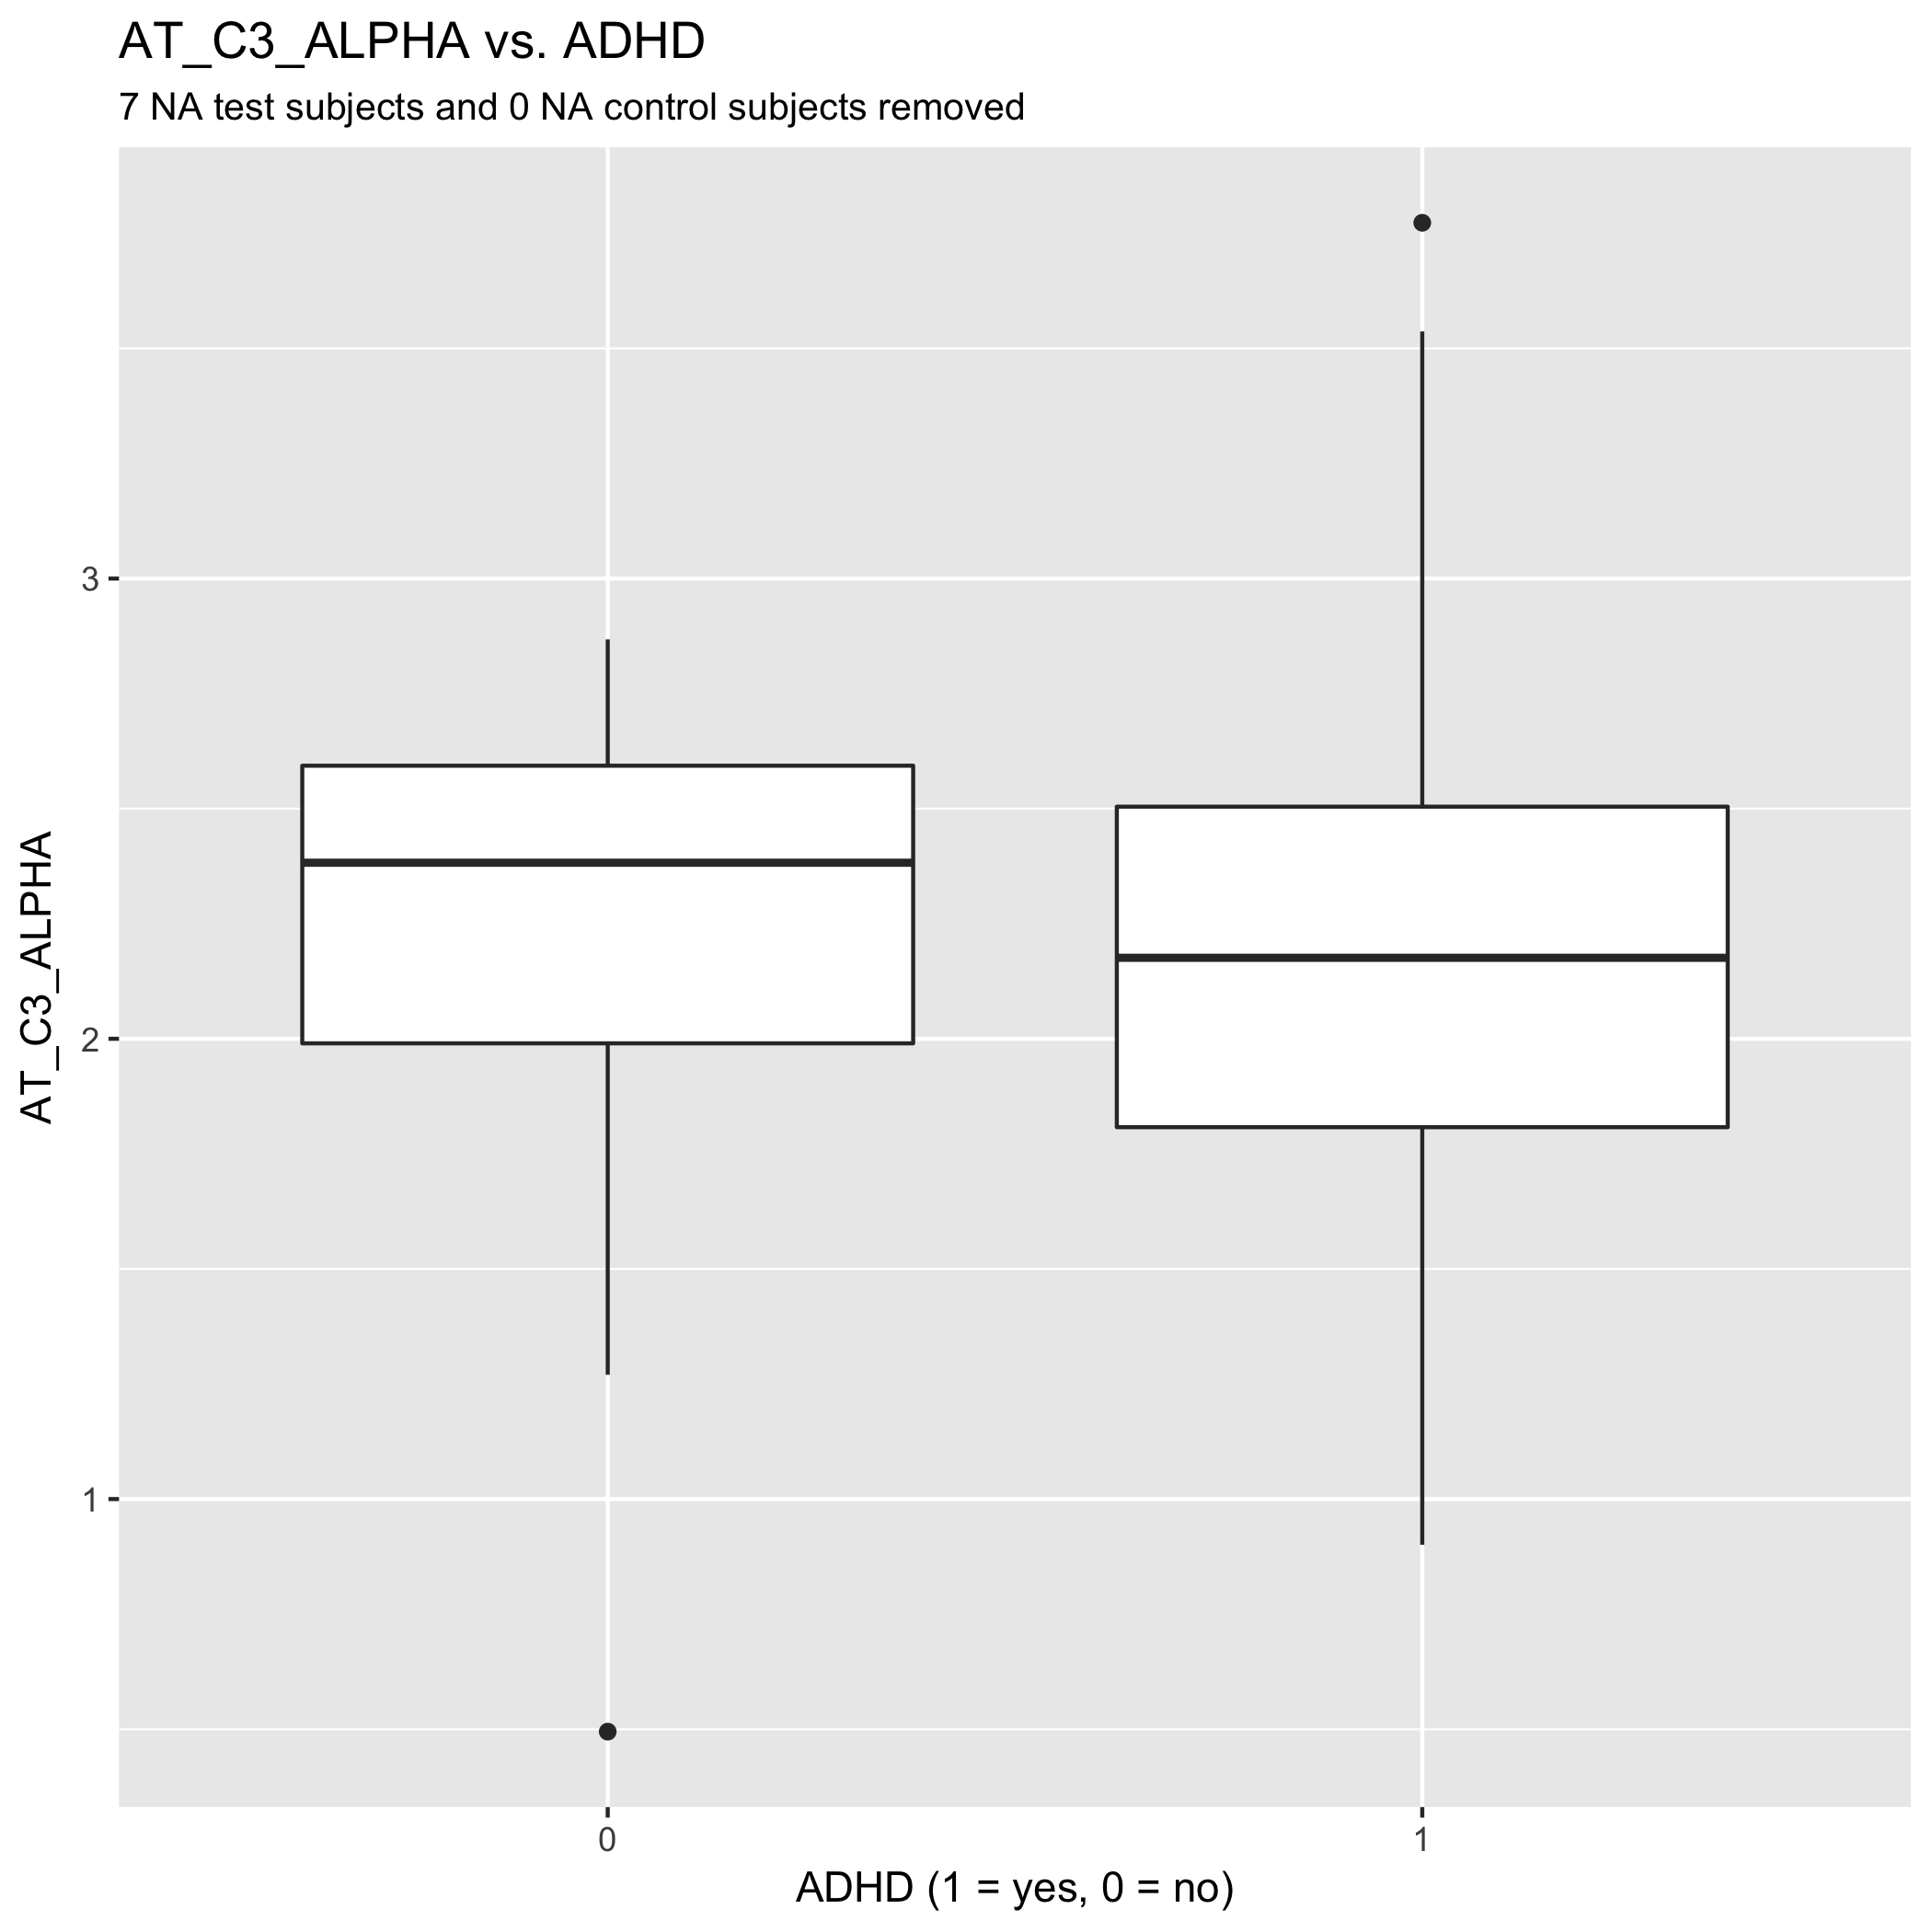 AT_C3_ALPHA vs. ADHD
7 NA test subjects and 0 NA control subjects removed
AT_C3_ALPHA
3
2
1
0
1
ADHD (1 = yes, 0 = no)